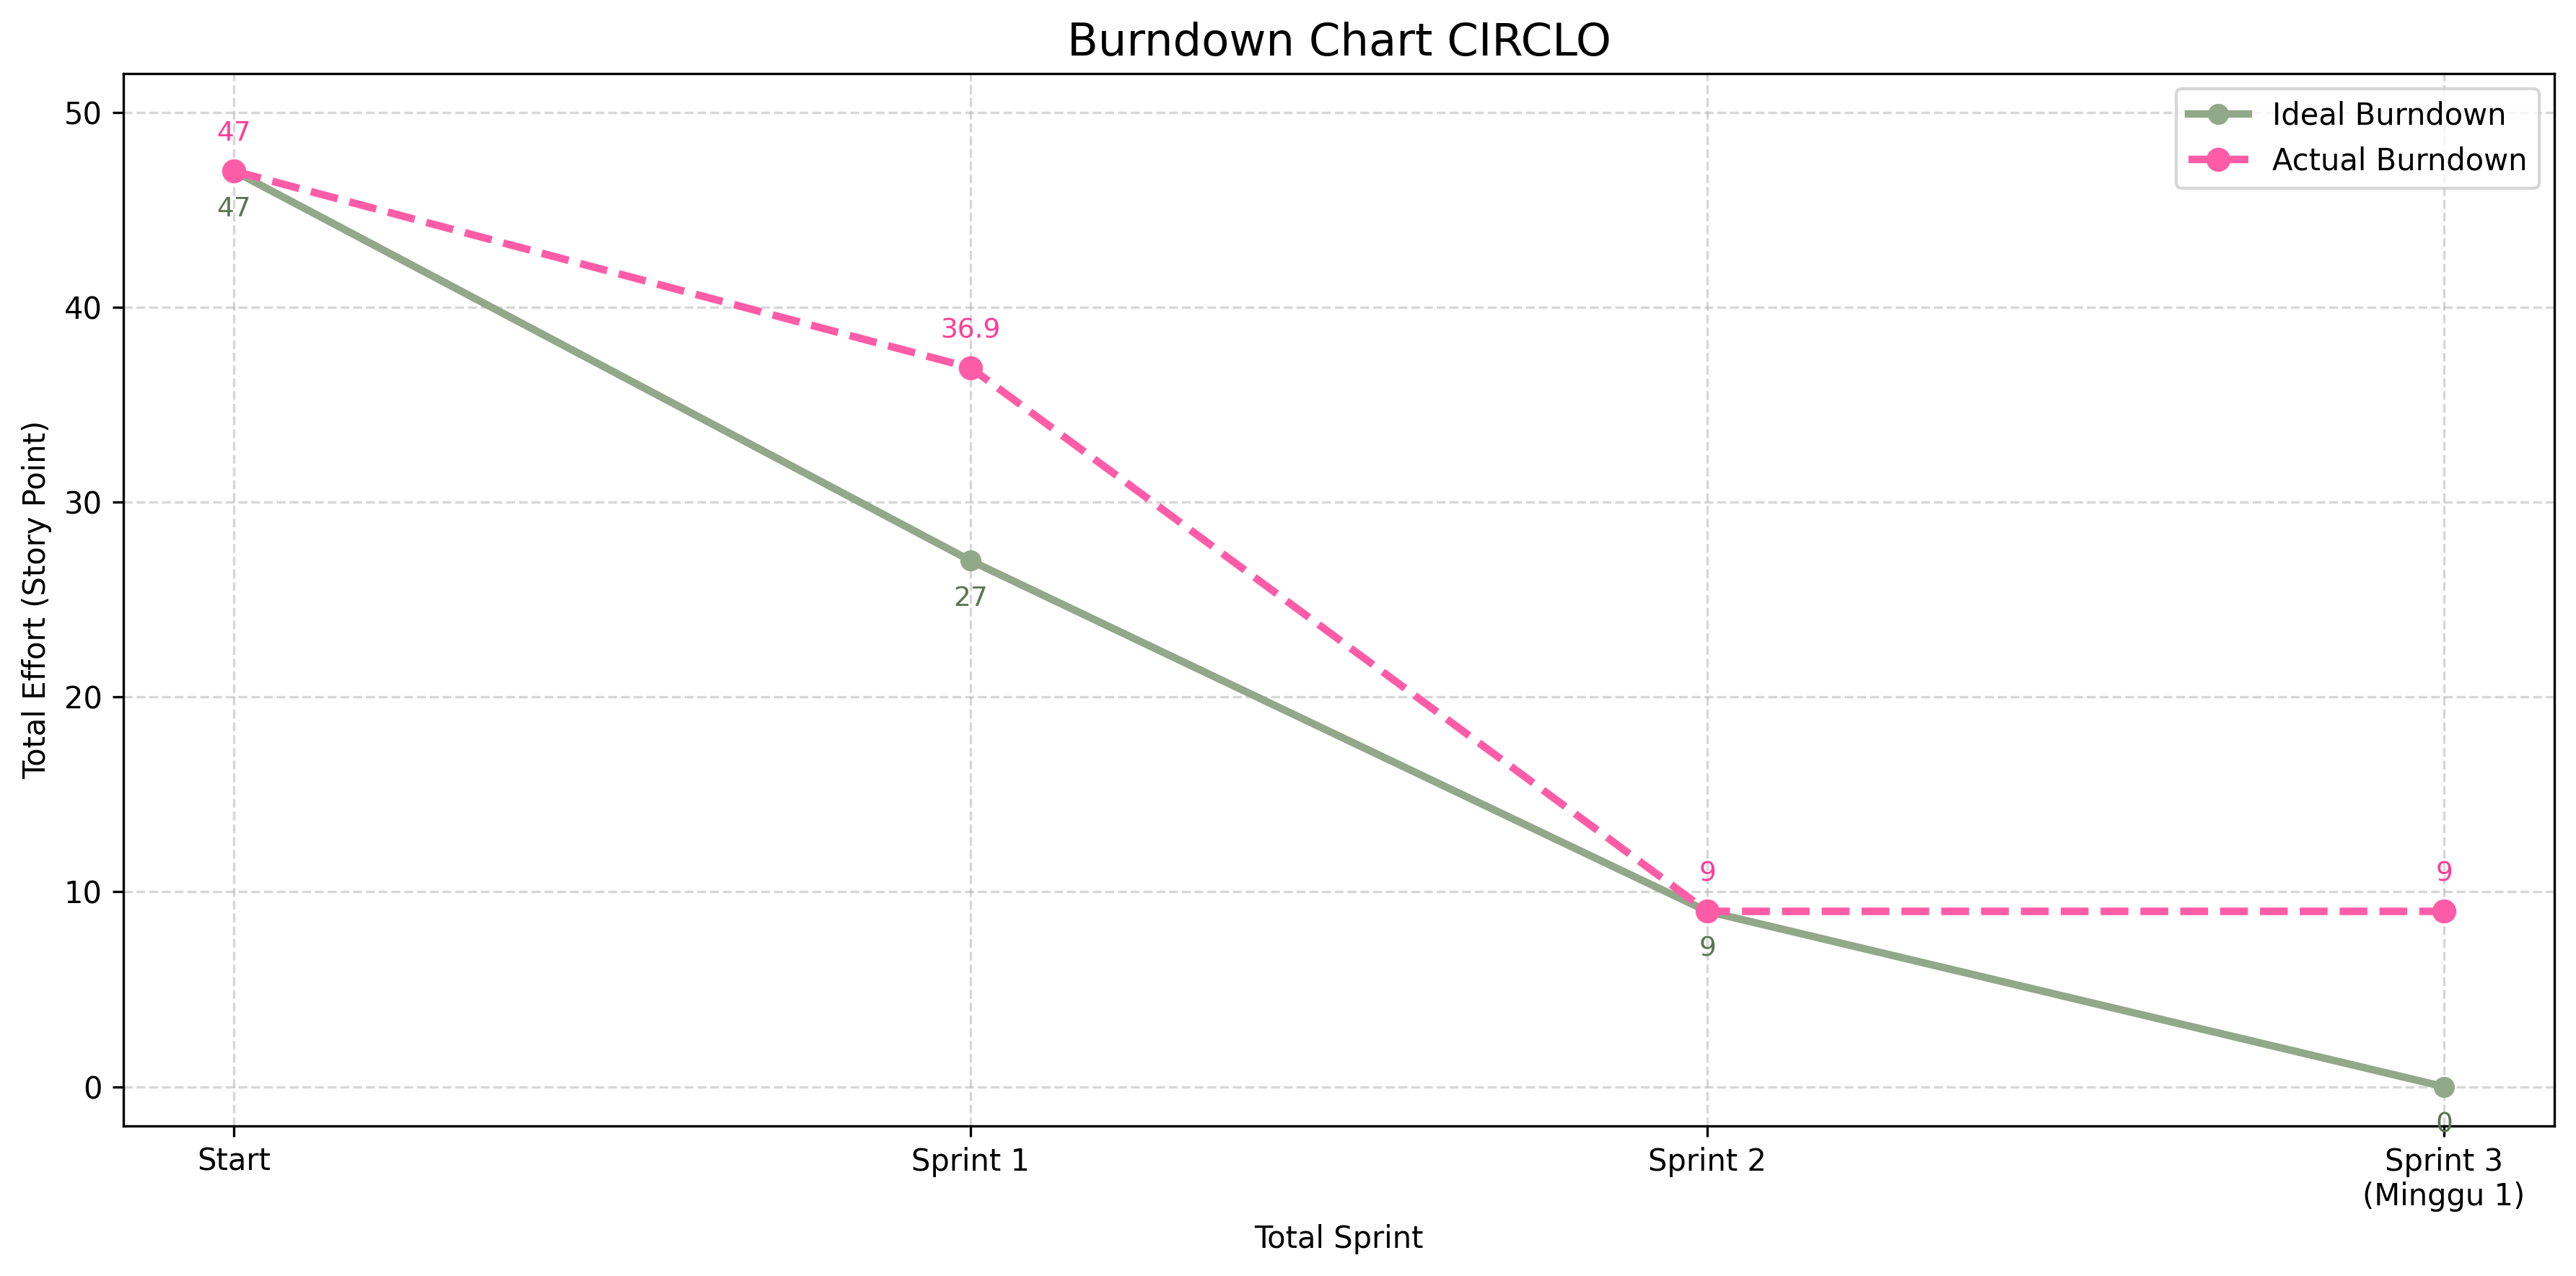 Burndown Chart CIRCLO
Total Effort (Story Point)
50
40
30
20
10
0
Ideal Burndown
Actual Burndown
47
47
36.9
27
9
9
9
0
Start
Sprint 1
Sprint 2
Sprint 3
(Minggu 1)
Total Sprint